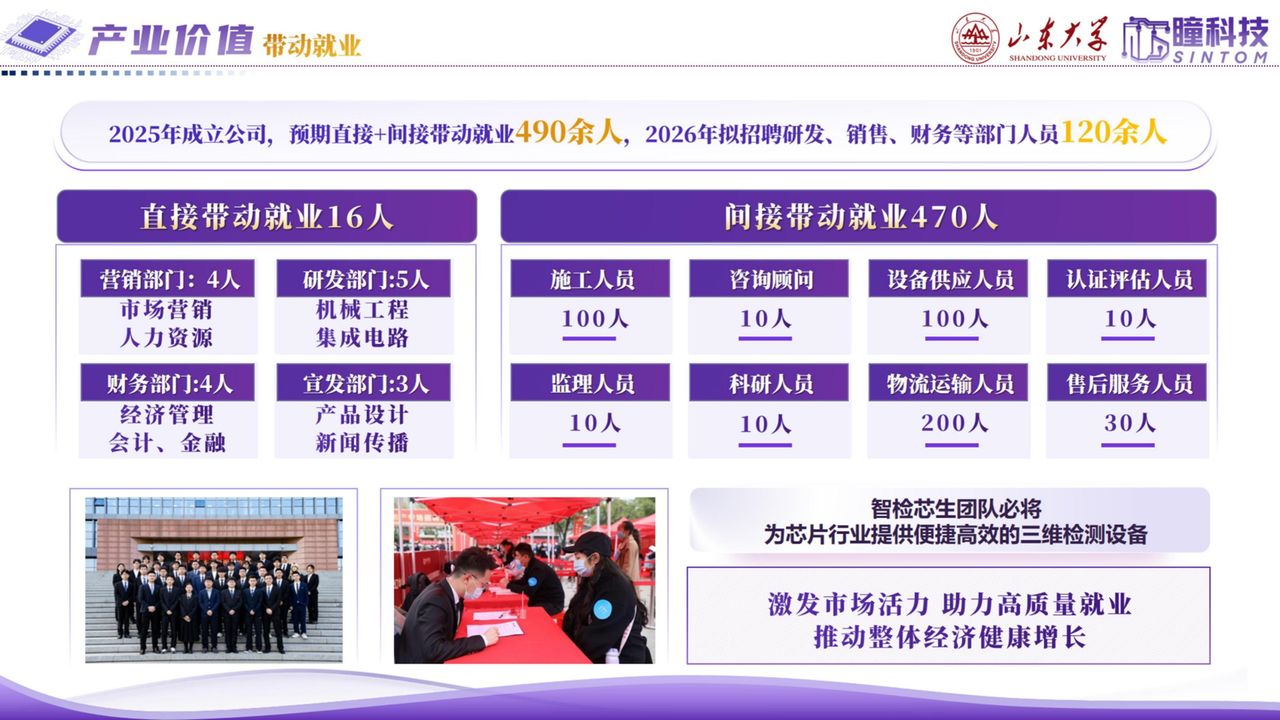 产业价值 带动就业
山东大学
SHANDONG UNIVERSITY
瞳科技
SINTOM
2025年成立公司，预期直接+间接带动就业490余人，2026年拟招聘研发、销售、财务等部门人员120余人
直接带动就业16人
营销部门：4人
市场营销
人力资源
研发部门:5人
机械工程
集成电路
财务部门:4人
经济管理
会计、金融
宣发部门:3人
产品设计
新闻传播
间接带动就业470人
施工人员
100人
咨询顾问
10人
设备供应人员
100人
认证评估人员
10人
监理人员
10人
科研人员
10人
物流运输人员
200人
售后服务人员
30人
智检芯生团队必将
为芯片行业提供便捷高效的三维检测设备
激发市场活力 助力高质量就业
推动整体经济健康增长